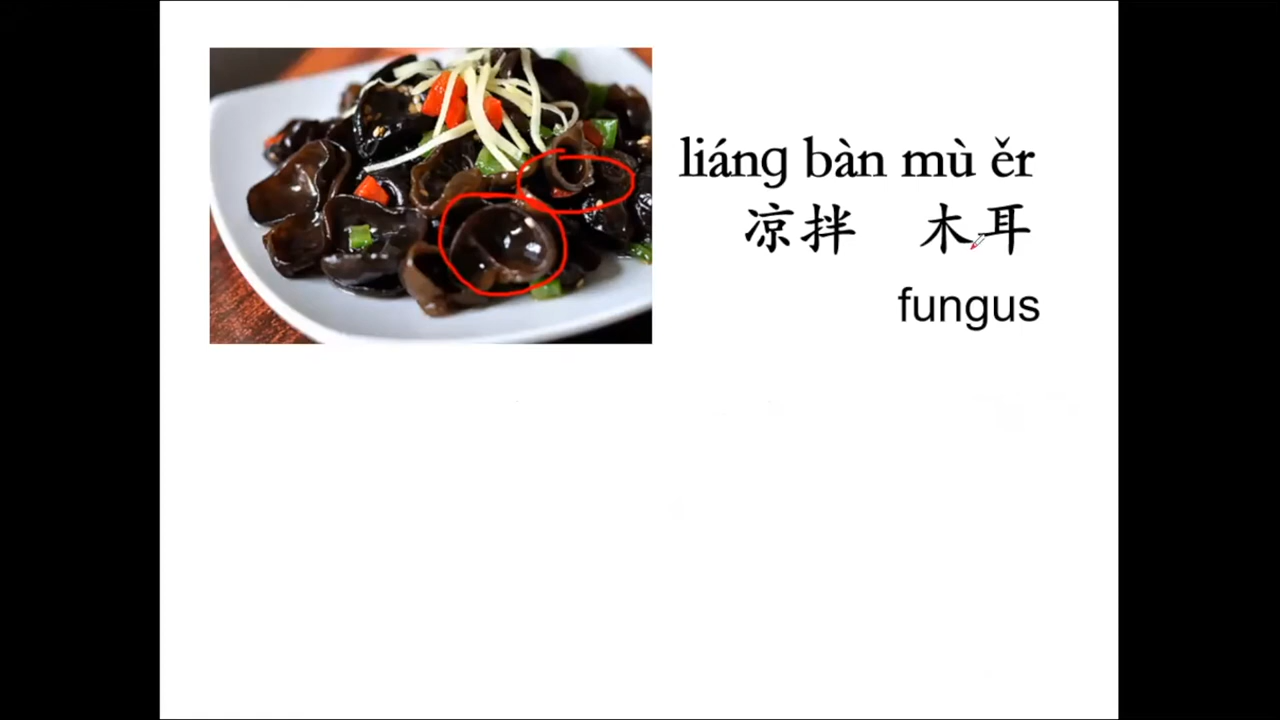 liáng bàn mù ěr
凉拌 木耳
fungus